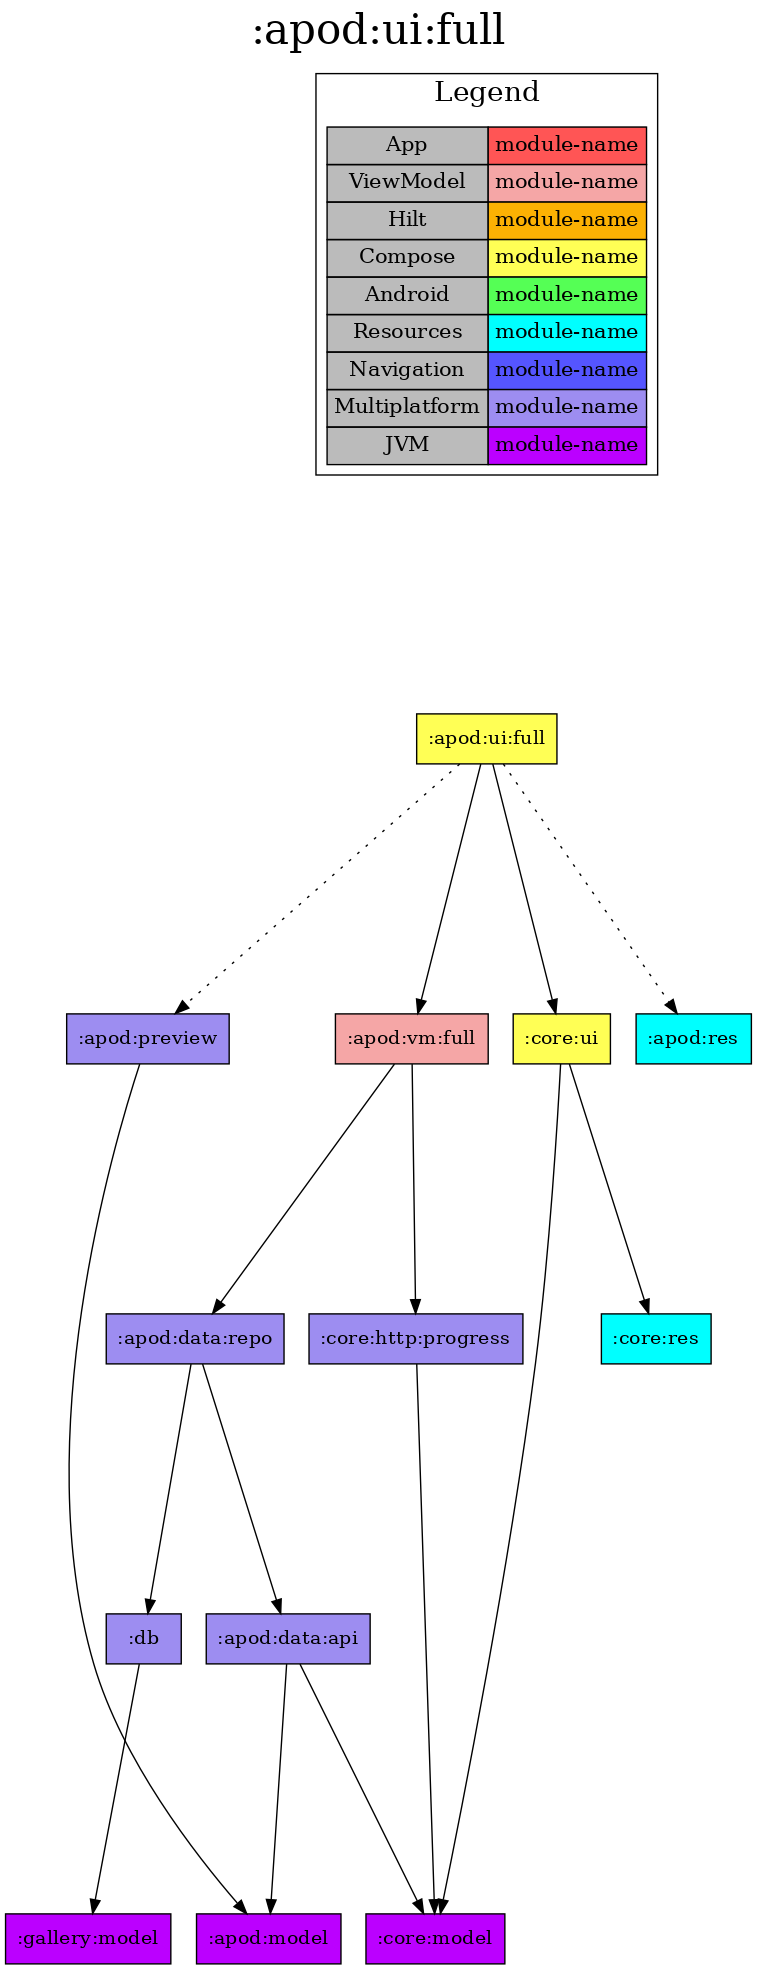 :apod:ui:full
Legend
App module-name
ViewModel module-name
Hilt module-name
Compose module-name
Android module-name
Resources module-name
Navigation module-name
Multiplatform module-name
JVM module-name
:apod:ui:full
:apod:preview :apod:vm:full :core:ui :apod:res
:apod:data:repo :core:http:progress :core:res
:db :apod:data:api
:gallery:model :apod:model :core:model